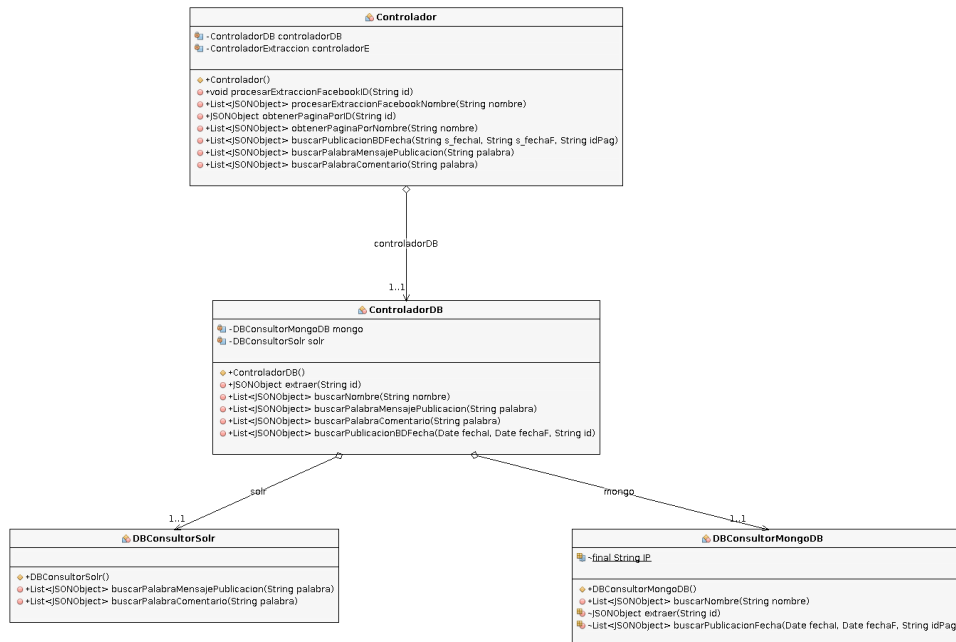 Controlador
-ControladorDB controladorDB
-ControladorExtraccion controladorE
+Controlador()
+void procesarExtraccionFacebookID(String id)
+List<JSONObject> procesarExtraccionFacebookNombre(String nombre)
+JSONObject obtenerPaginaPorID(String id)
+List<JSONObject> obtenerPaginaPorNombre(String nombre)
+List<JSONObject> buscarPublicacionBDFecha(String s_fechaI, String s_fechaF, String idPag)
+List<JSONObject> buscarPalabraMensajePublicacion(String palabra)
+List<JSONObject> buscarPalabraComentario(String palabra)
controladorDB
1..1
ControladorDB
-DBConsultorMongoDB mongo
-DBConsultorSolr solr
+ControladorDB()
+JSONObject extraer(String id)
+List<JSONObject> buscarNombre(String nombre)
+List<JSONObject> buscarPalabraMensajePublicacion(String palabra)
+List<JSONObject> buscarPalabraComentario(String palabra)
+List<JSONObject> buscarPublicacionBDFecha(Date fechaI, Date fechaF, String id)
solr
1..1
mongo
1..1
DBConsultorSolr
+DBConsultorSolr()
+List<JSONObject> buscarPalabraMensajePublicacion(String palabra)
+List<JSONObject> buscarPalabraComentario(String palabra)
DBConsultorMongoDB
~final String IP
+DBConsultorMongoDB()
+List<JSONObject> buscarNombre(String nombre)
~JSONObject extraer(String id)
~List<JSONObject> buscarPublicacionFecha(Date fechaI, Date fechaF, String idPag